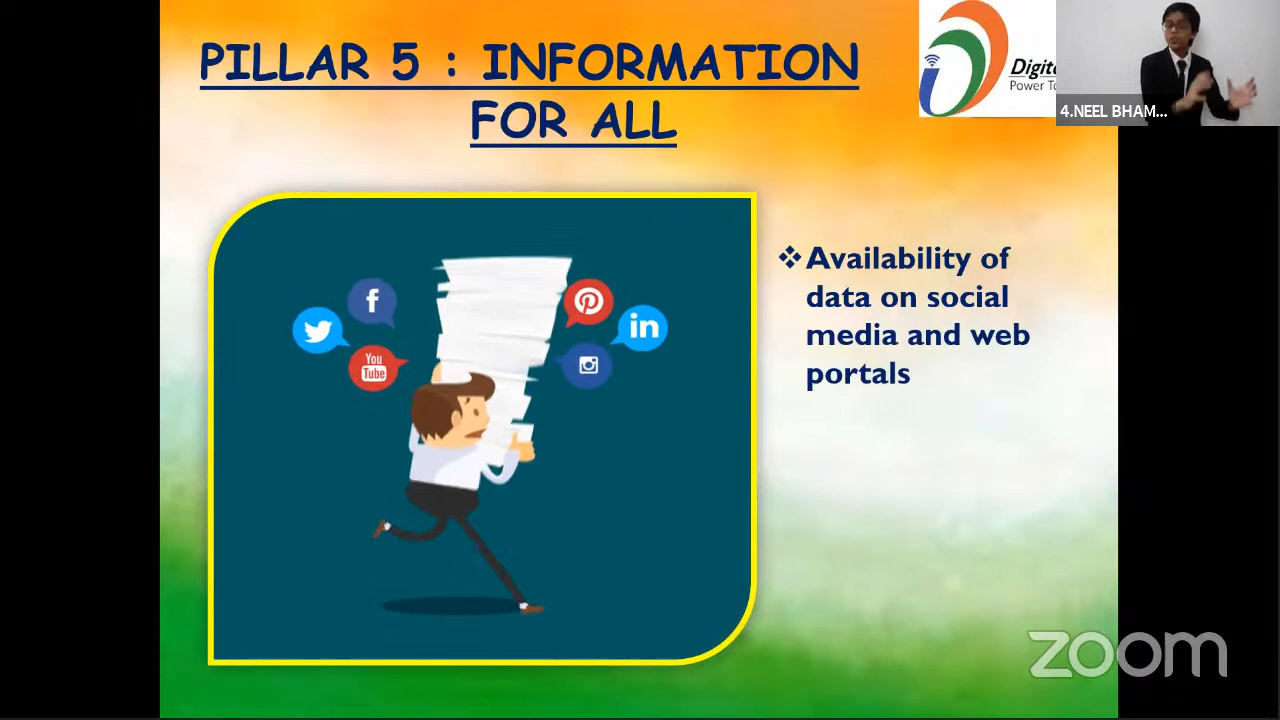 PILLAR 5 : INFORMATION
FOR ALL
Power To
4.NEEL BHAM...
f
You
Tube
in
❖Availability of
data on social
media and web
portals
zoom